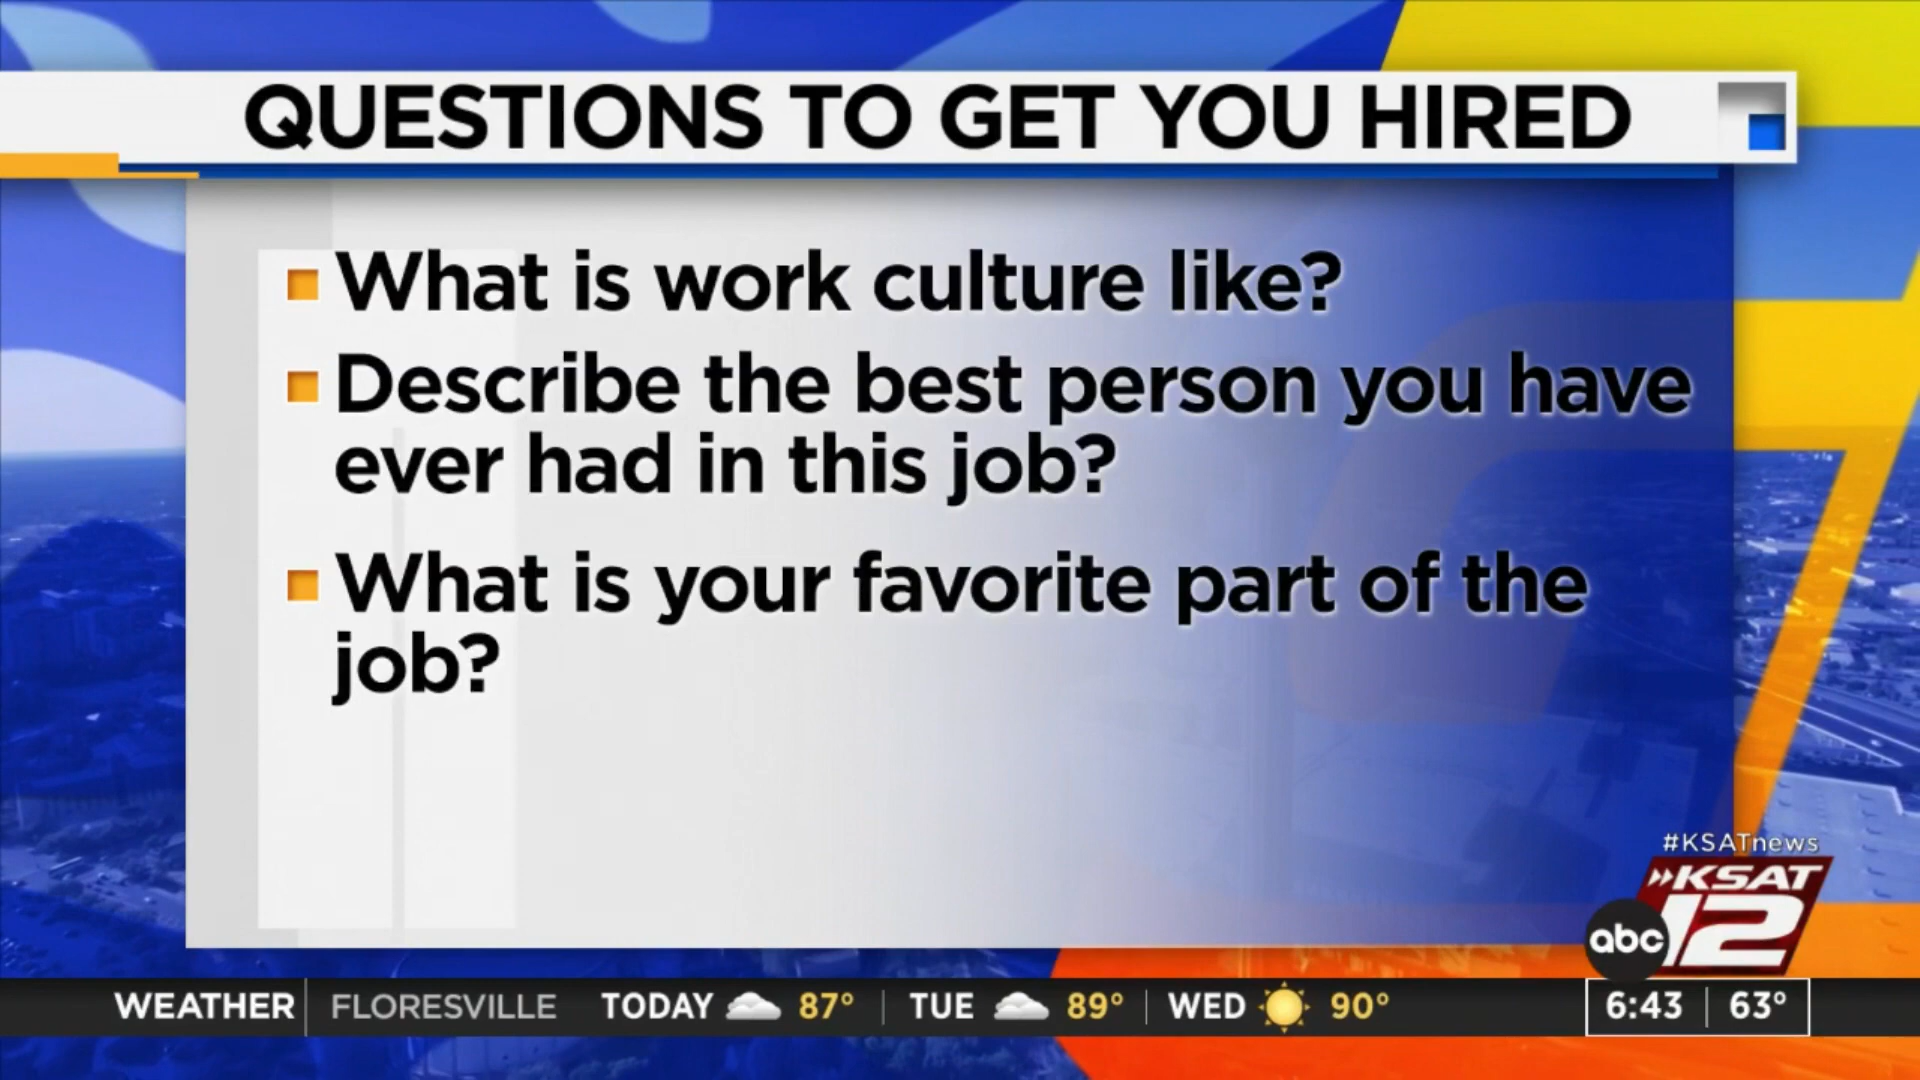 QUESTIONS TO GET YOU HIRED
What is work culture like?
Describe the best person you have
ever had in this job?
What is your favorite part of the
job?
#KSATnews
KSAT
abc 12
WEATHER FLORESVILLE TODAY 87° TUE 89° WED 90° 6:43 63°